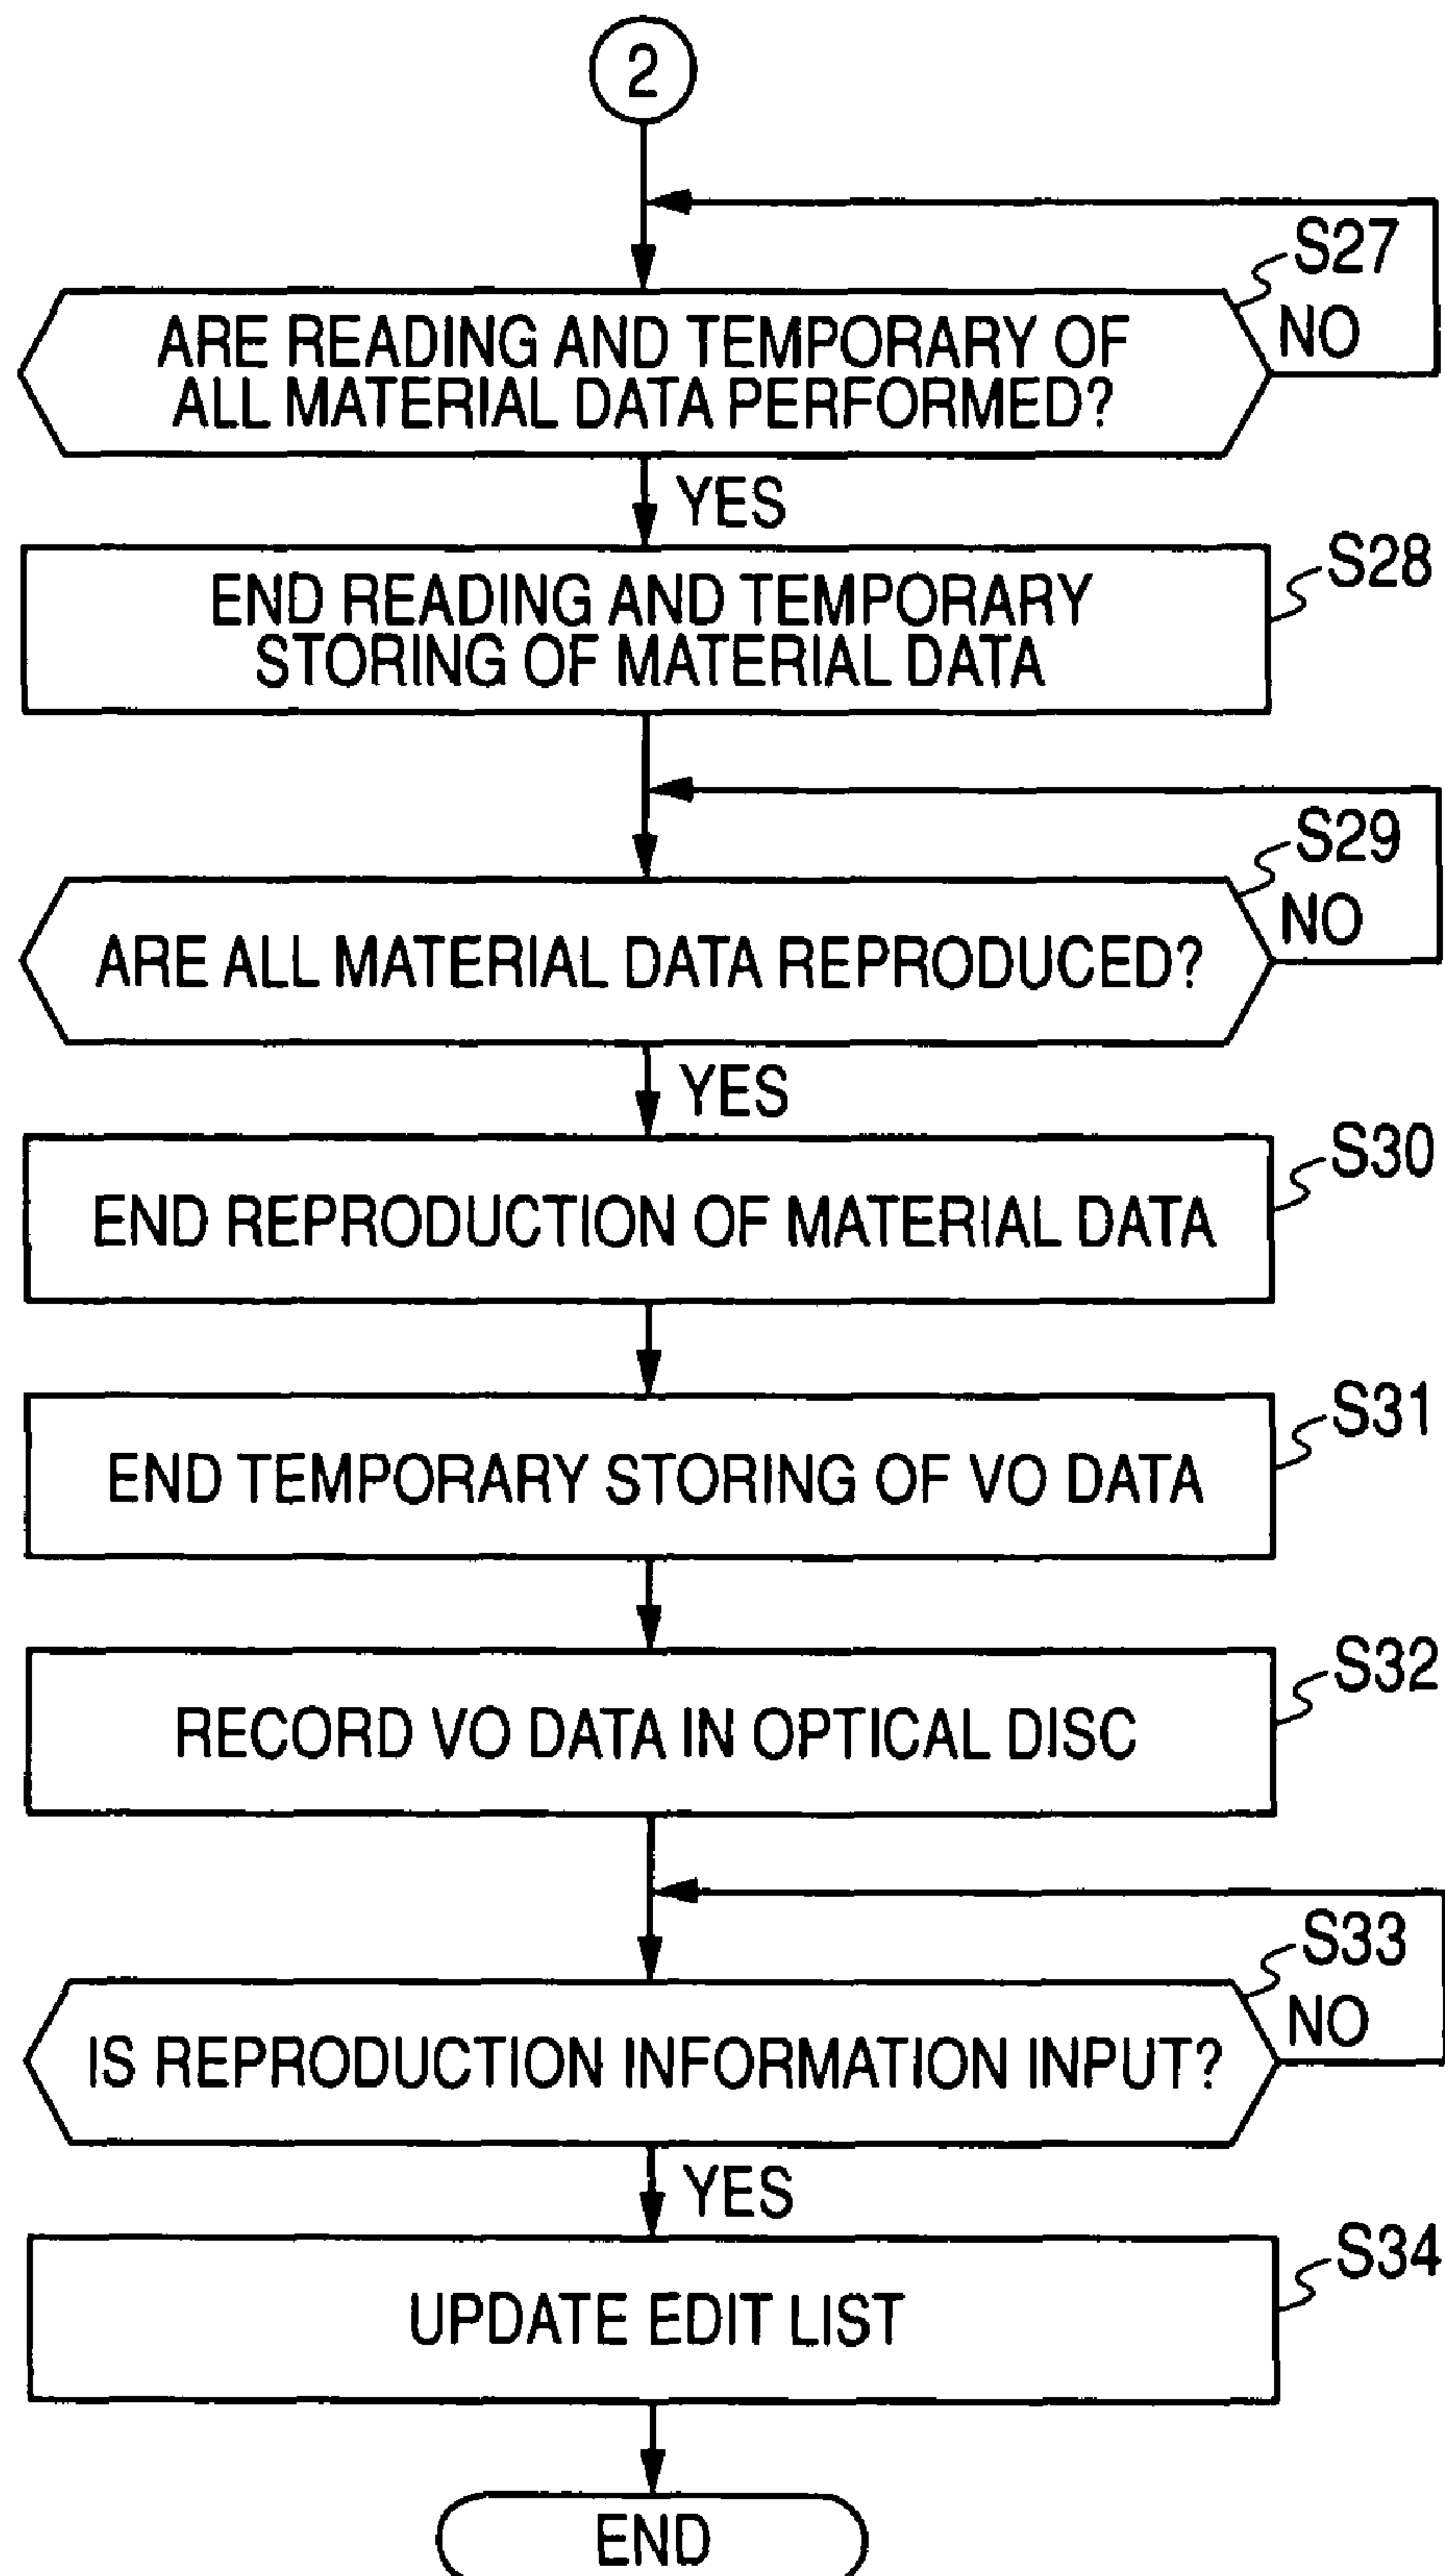 2
S27
NO
ARE READING AND TEMPORARY OF
ALL MATERIAL DATA PERFORMED?
YES
S28
END READING AND TEMPORARY
STORING OF MATERIAL DATA
S29
NO
ARE ALL MATERIAL DATA REPRODUCED?
YES
S30
END REPRODUCTION OF MATERIAL DATA
S31
END TEMPORARY STORING OF VO DATA
S32
RECORD VO DATA IN OPTICAL DISC
S33
NO
IS REPRODUCTION INFORMATION INPUT?
YES
S34
UPDATE EDIT LIST
END